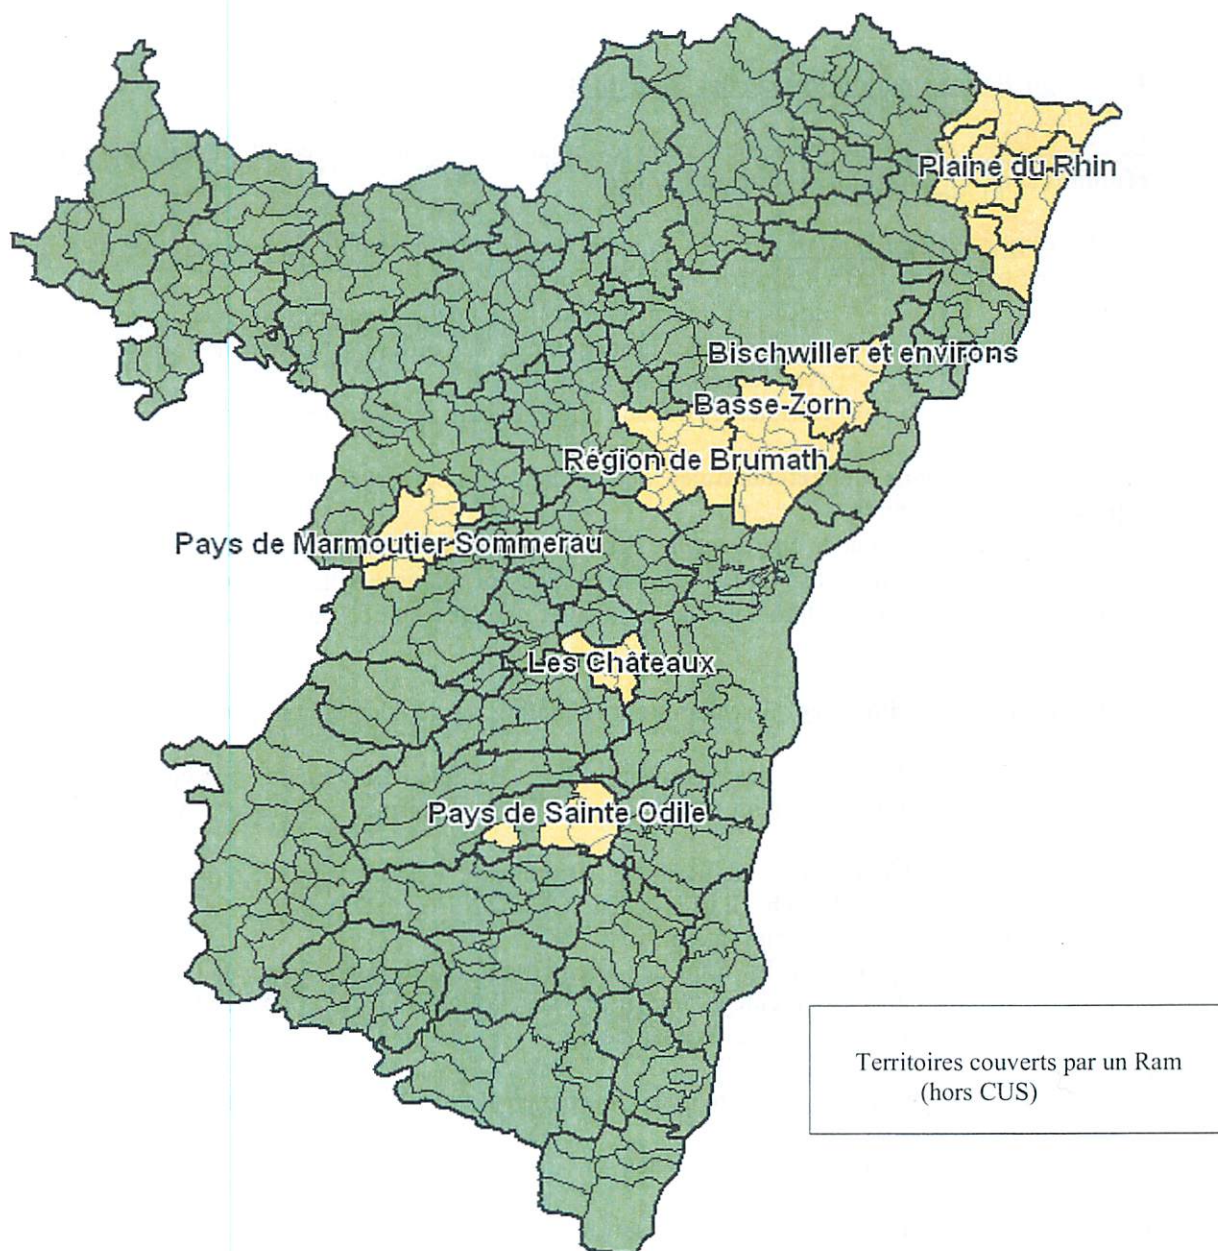 Plaine du Rhin
Bischwiller et environs
Basse-Zorn
Région de Brumath
Pays de Marmoutier-Sommerau
Les Châteaux
Pays de Sainte Odile
Territoires couverts par un Ram
(hors CUS)